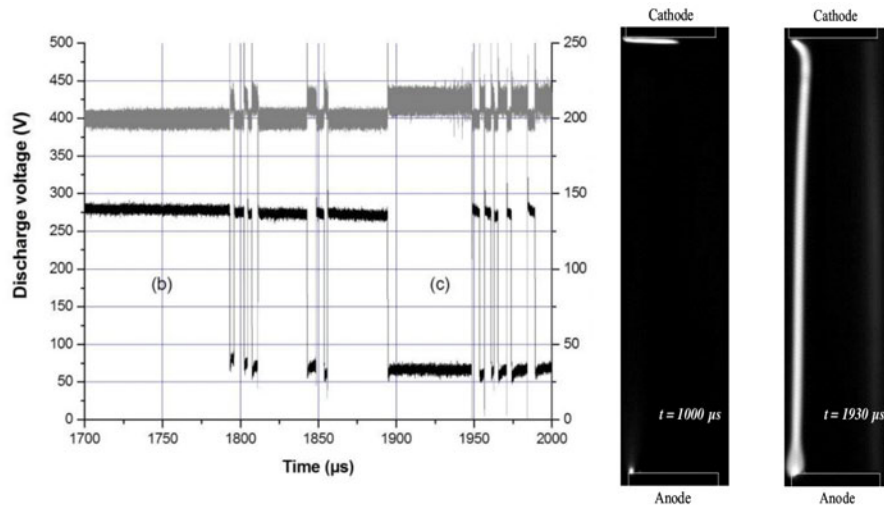 Discharge voltage (V)
500
450
400
350
300
250
200
150
100
50
0
250
200
150
100
50
0
(b)
(c)
1700
1750
1800
1850
1900
1950
2000
Time (µs)
Cathode
t = 1000 µs
Anode
Cathode
t = 1930 µs
Anode